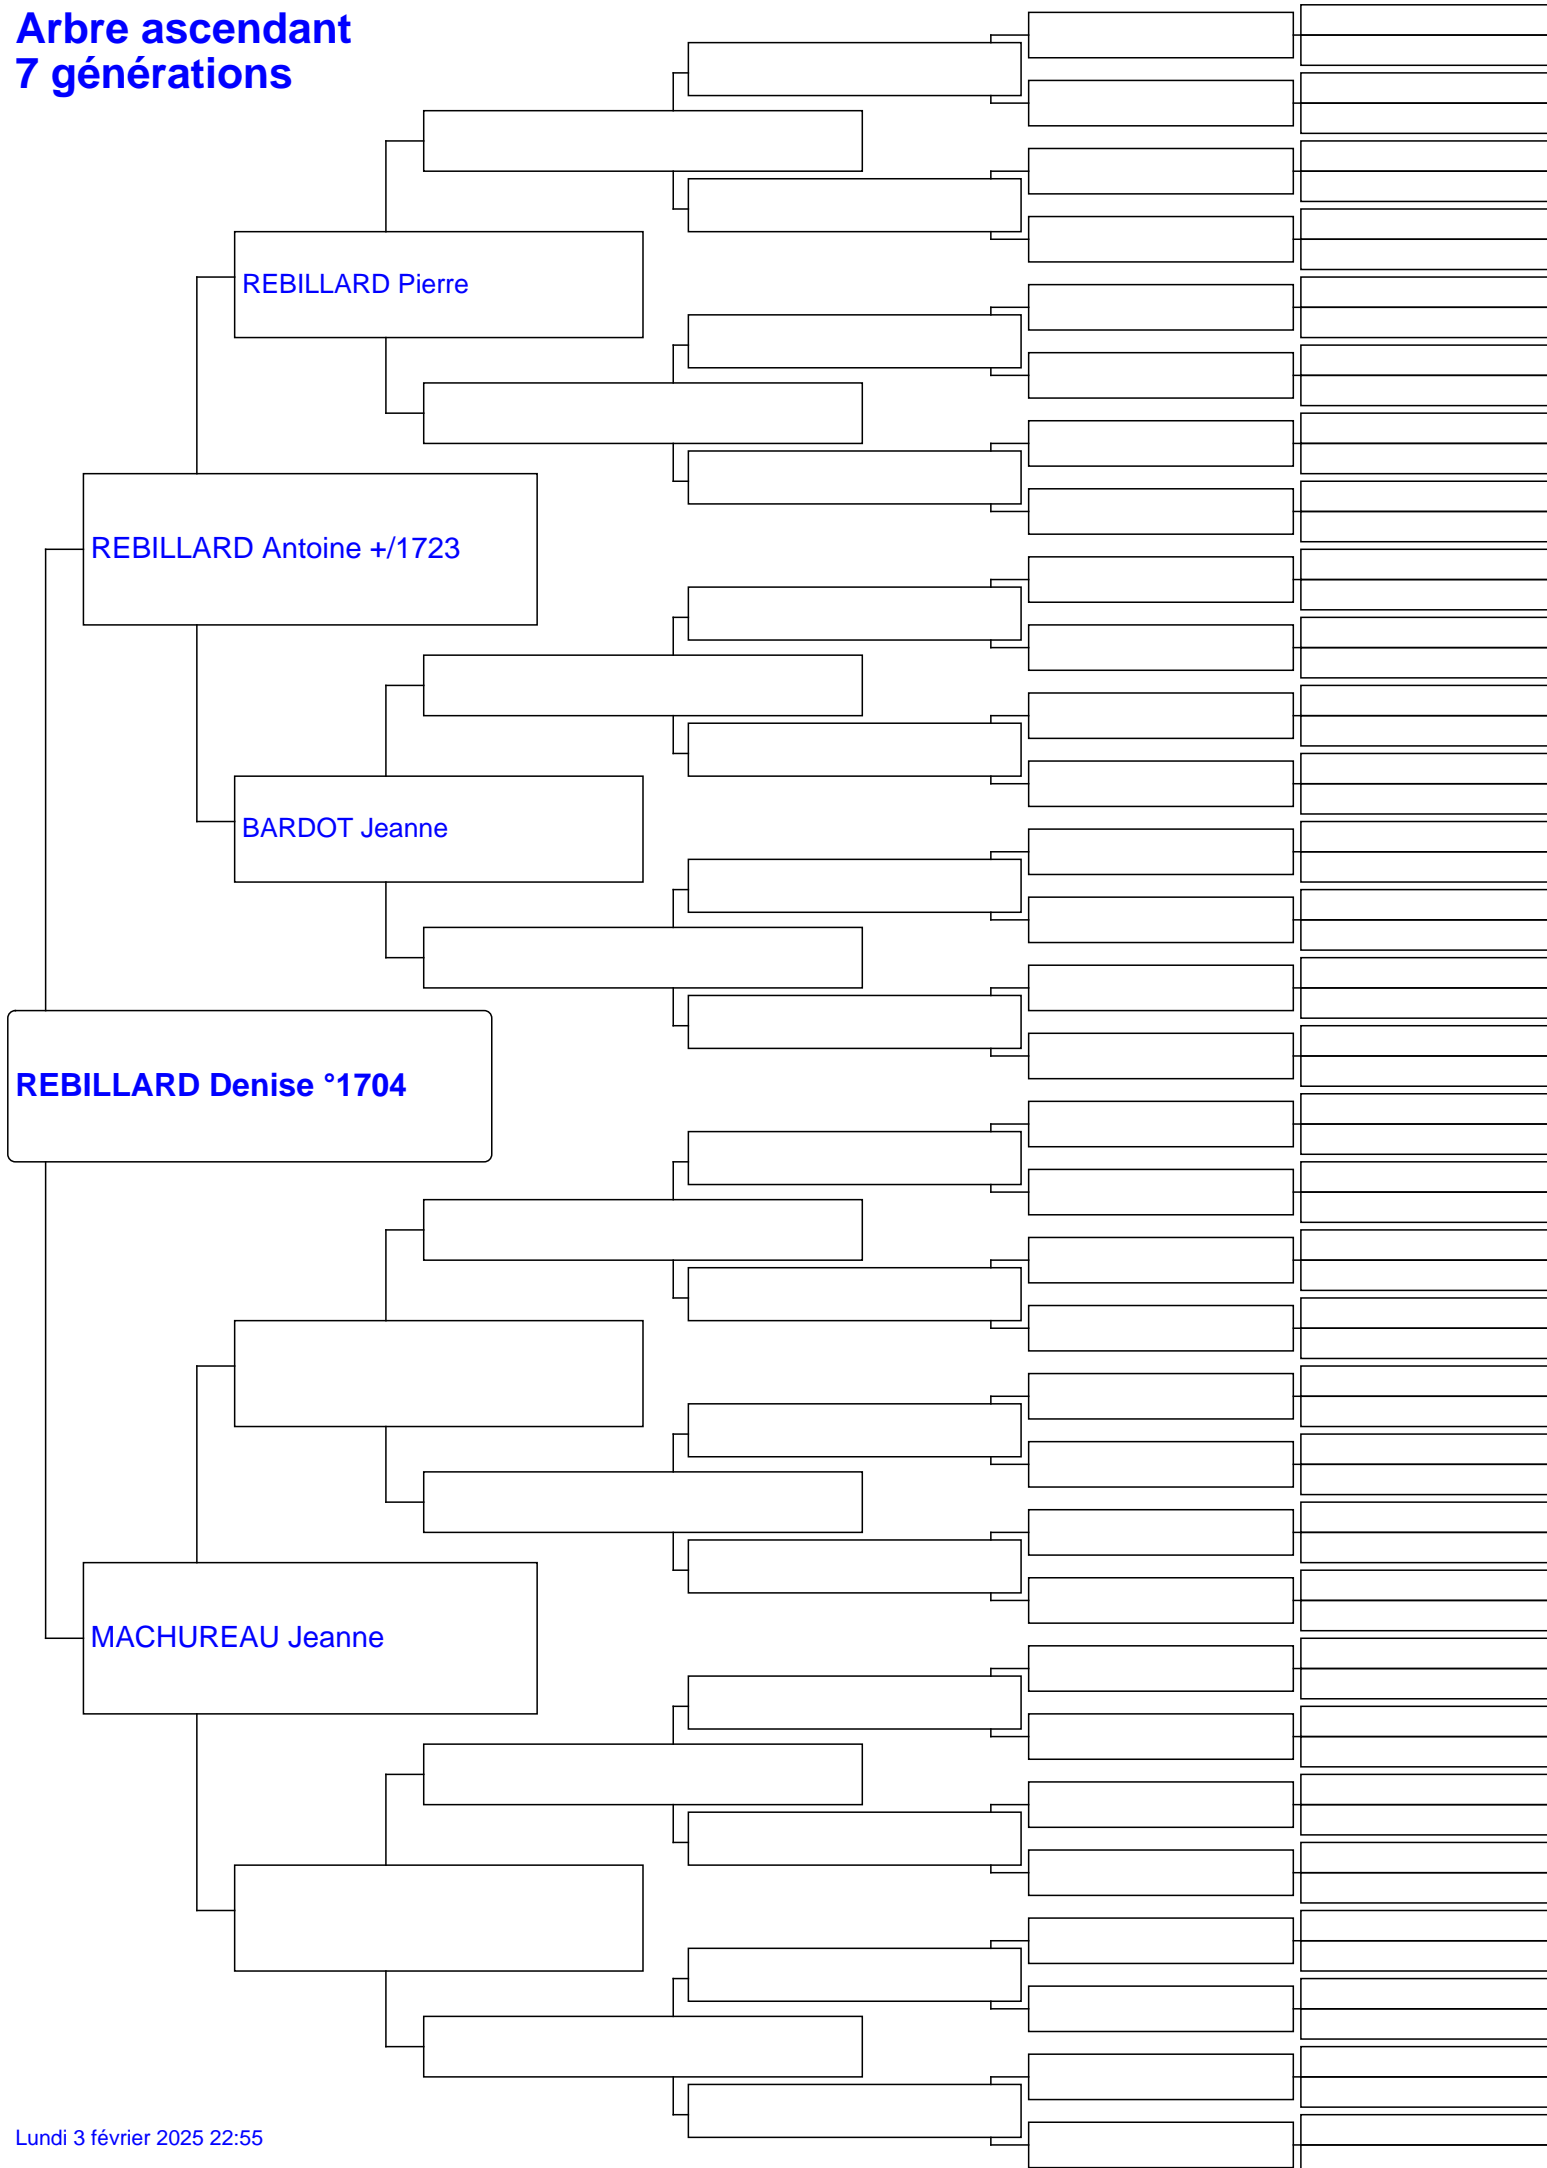 Arbre ascendant
7 générations
REBILLARD Pierre
REBILLARD Antoine +/1723
BARDOT Jeanne
REBILLARD Denise °1704
MACHUREAU Jeanne
Lundi 3 février 2025 22:55